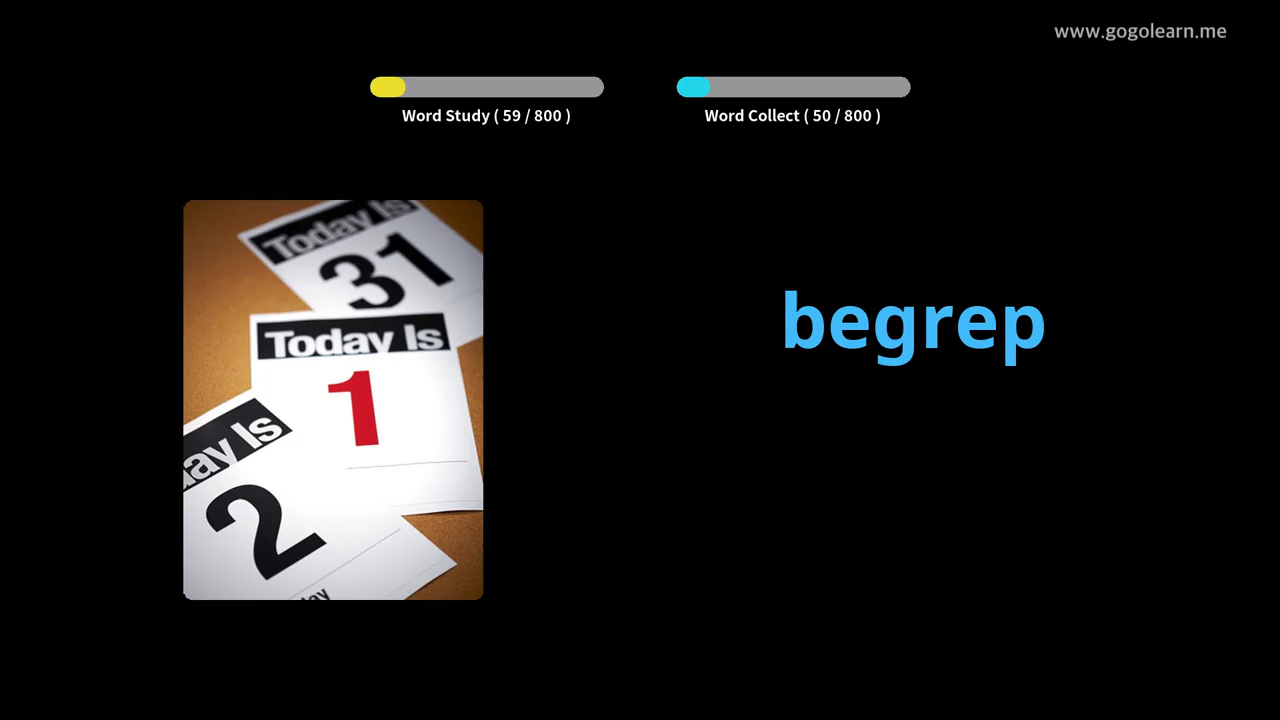 www.gogolearn.me
Word Study ( 59 / 800 )
Word Collect ( 50 / 800 )
Today Is
31
Today Is
1
begrep
ay Is
2
ay